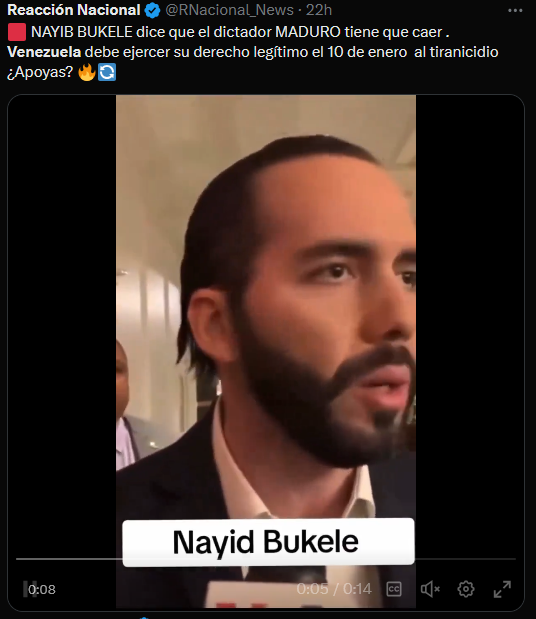 Reacción Nacional @RNacional_News · 22h
NAYIB BUKELE dice que el dictador MADURO tiene que caer .
Venezuela debe ejercer su derecho legítimo el 10 de enero al tiranicidio
¿Apoyas? 🔥🔄
Nayid Bukele
0:08
0:05 / 0:14
CC